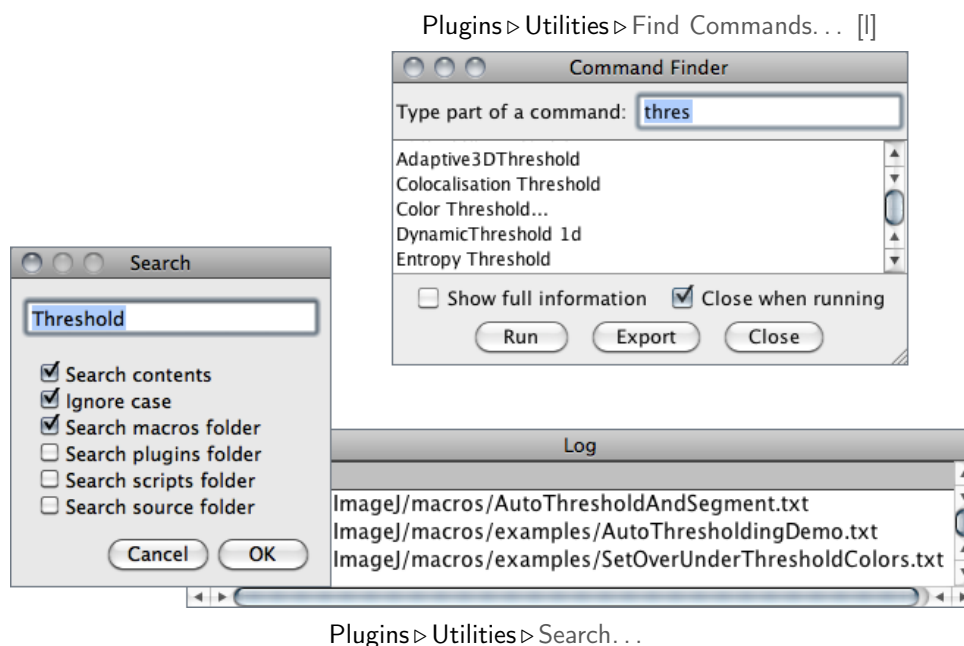 Plugins ▷ Utilities ▷ Find Commands. . . [l]
Command Finder
Type part of a command: thres
Adaptive3DThreshold
Colocalisation Threshold
Color Threshold...
DynamicThreshold 1d
Entropy Threshold
Show full information Close when running
Run Export Close
Search
Threshold
Search contents
Ignore case
Search macros folder
Search plugins folder
Search scripts folder
Search source folder
Cancel OK
Log
ImageJ/macros/AutoThresholdAndSegment.txt
ImageJ/macros/examples/AutoThresholdingDemo.txt
ImageJ/macros/examples/SetOverUnderThresholdColors.txt
Plugins ▷ Utilities ▷ Search. . .